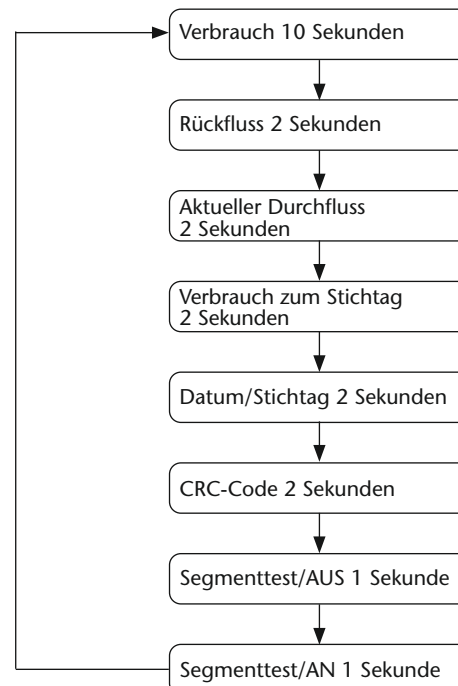 Verbrauch 10 Sekunden
Rückfluss 2 Sekunden
Aktueller Durchfluss
2 Sekunden
Verbrauch zum Stichtag
2 Sekunden
Datum/Stichtag 2 Sekunden
CRC-Code 2 Sekunden
Segmenttest/AUS 1 Sekunde
Segmenttest/AN 1 Sekunde